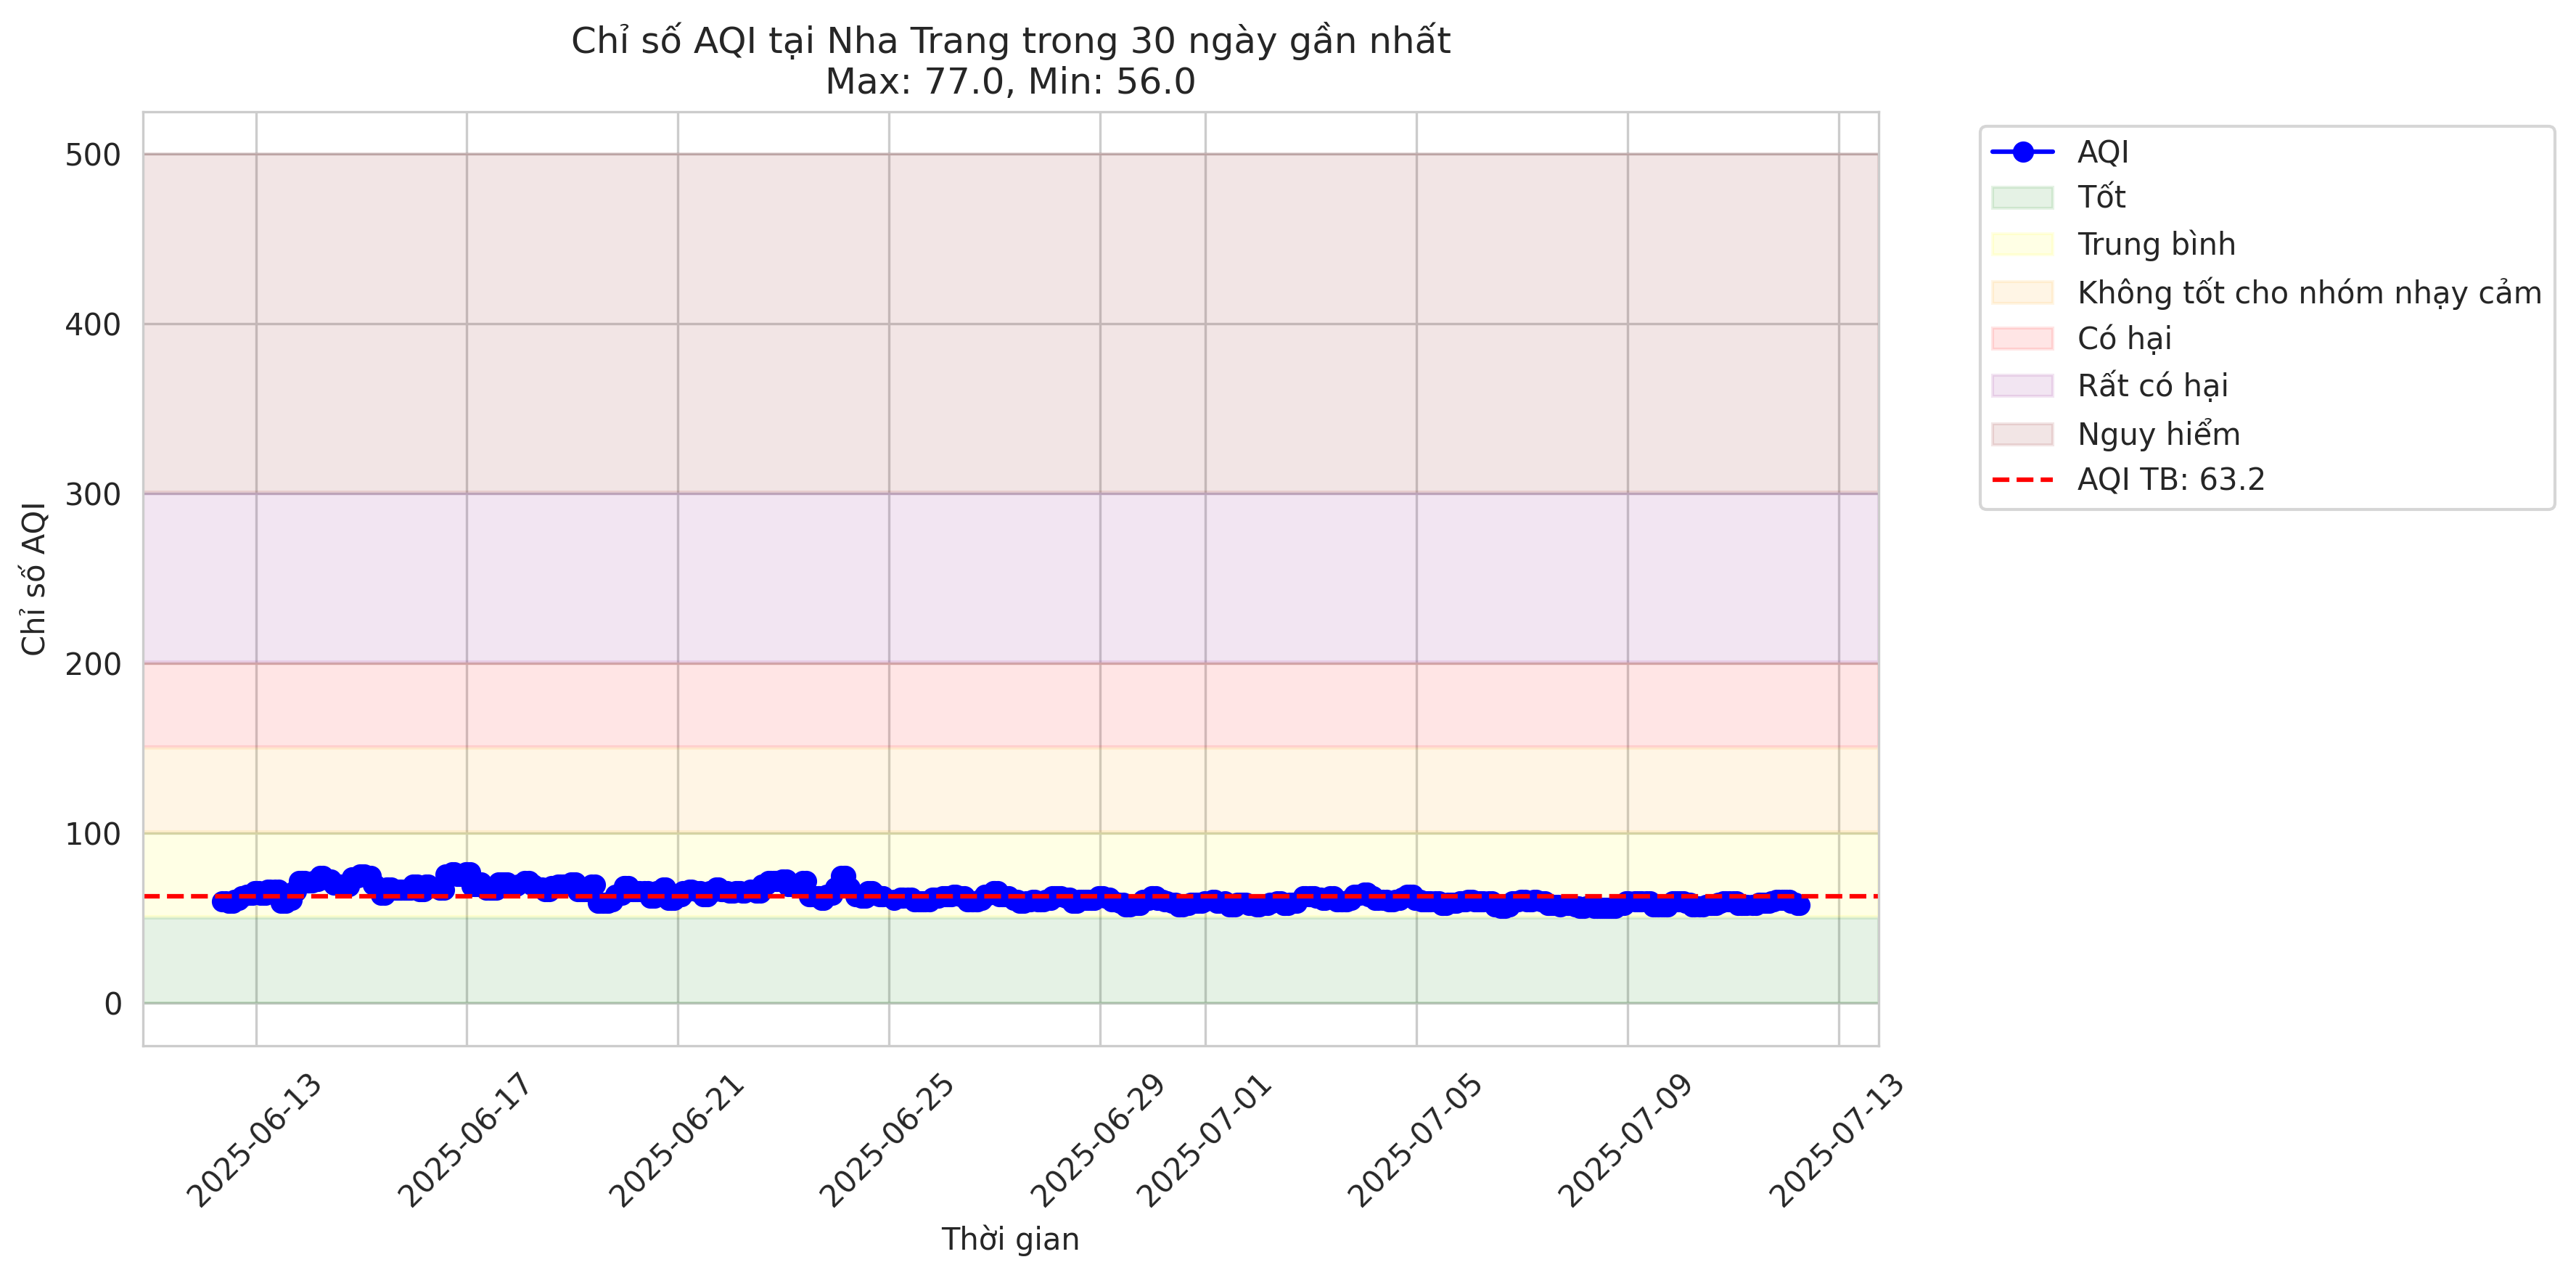 Chỉ số AQI tại Nha Trang trong 30 ngày gần nhất
Max: 77.0, Min: 56.0
Chỉ số AQI
500
400
300
200
100
0
2025-06-13
2025-06-17
2025-06-21
2025-06-25
2025-06-29
2025-07-01
2025-07-05
2025-07-09
2025-07-13
Thời gian
AQI
Tốt
Trung bình
Không tốt cho nhóm nhạy cảm
Có hại
Rất có hại
Nguy hiểm
AQI TB: 63.2